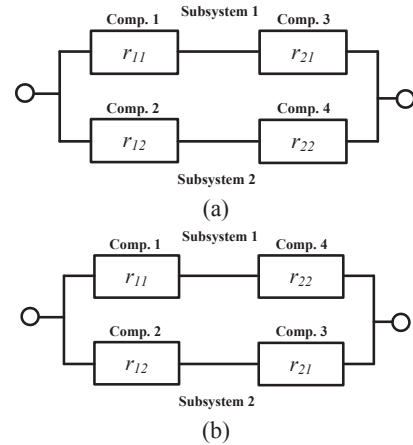 Subsystem 1
Comp. 1 Comp. 3
r11 r21
Comp. 2 Comp. 4
r12 r22
Subsystem 2
(a)
Subsystem 1
Comp. 1 Comp. 4
r11 r22
Comp. 2 Comp. 3
r12 r21
Subsystem 2
(b)